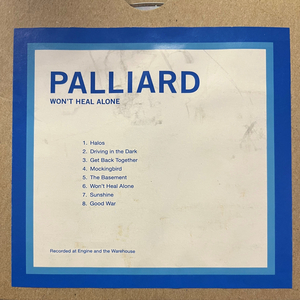 PALLIARD
WON'T HEAL ALONE
1. Halos
2. Driving in the Dark
3. Get Back Together
4. Mockingbird
5. The Basement
6. Won't Heal Alone
7. Sunshine
8. Good War
Recorded at Engine and the Warehouse